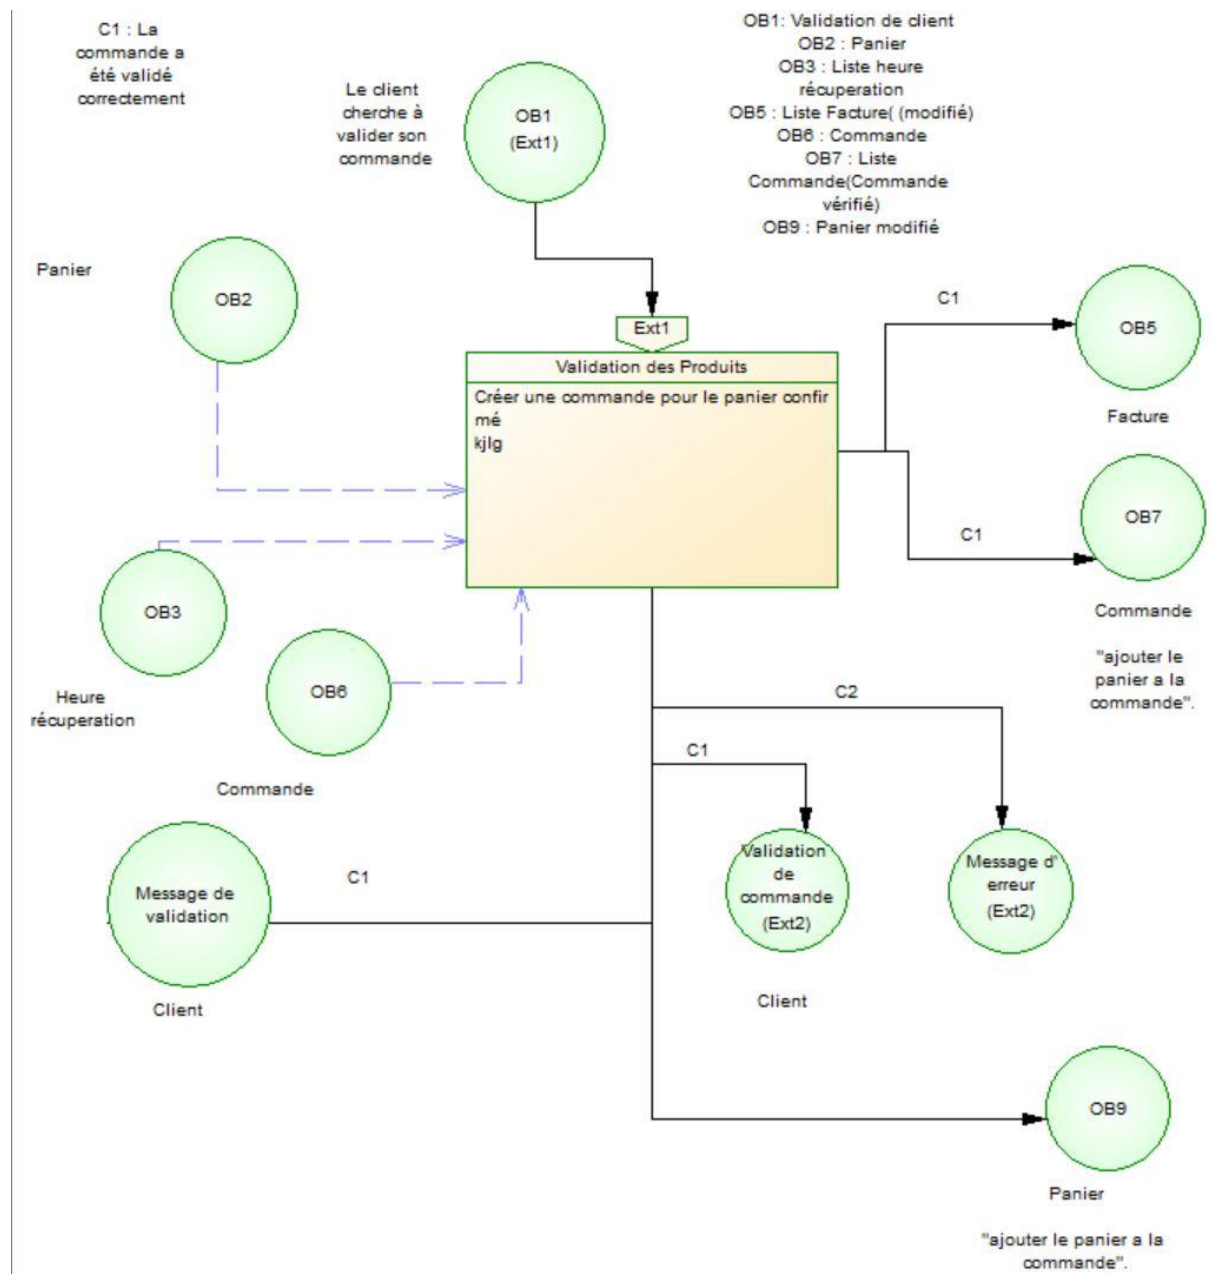 C1 : La
commande a
été validé
correctement
Le client
cherche à
valider son
commande
OB1
(Ext1)
OB1: Validation de client
OB2 : Panier
OB3 : Liste heure
récuperation
OB5 : Liste Facture( (modifié)
OB6 : Commande
OB7 : Liste
Commande(Commande
vérifié)
OB9 : Panier modifié
Panier
OB2
Ext1
Validation des Produits
Créer une commande pour le panier confir
mé
kjlg
C1
OB5
Facture
OB7
C1
Commande
"ajouter le
panier a la
commande".
OB3
Heure
récuperation
OB6
Commande
C2
C1
Message de
validation
C1
Client
Validation
de
commande
(Ext2)
Client
Message d'
erreur
(Ext2)
OB9
Panier
"ajouter le panier a la
commande".